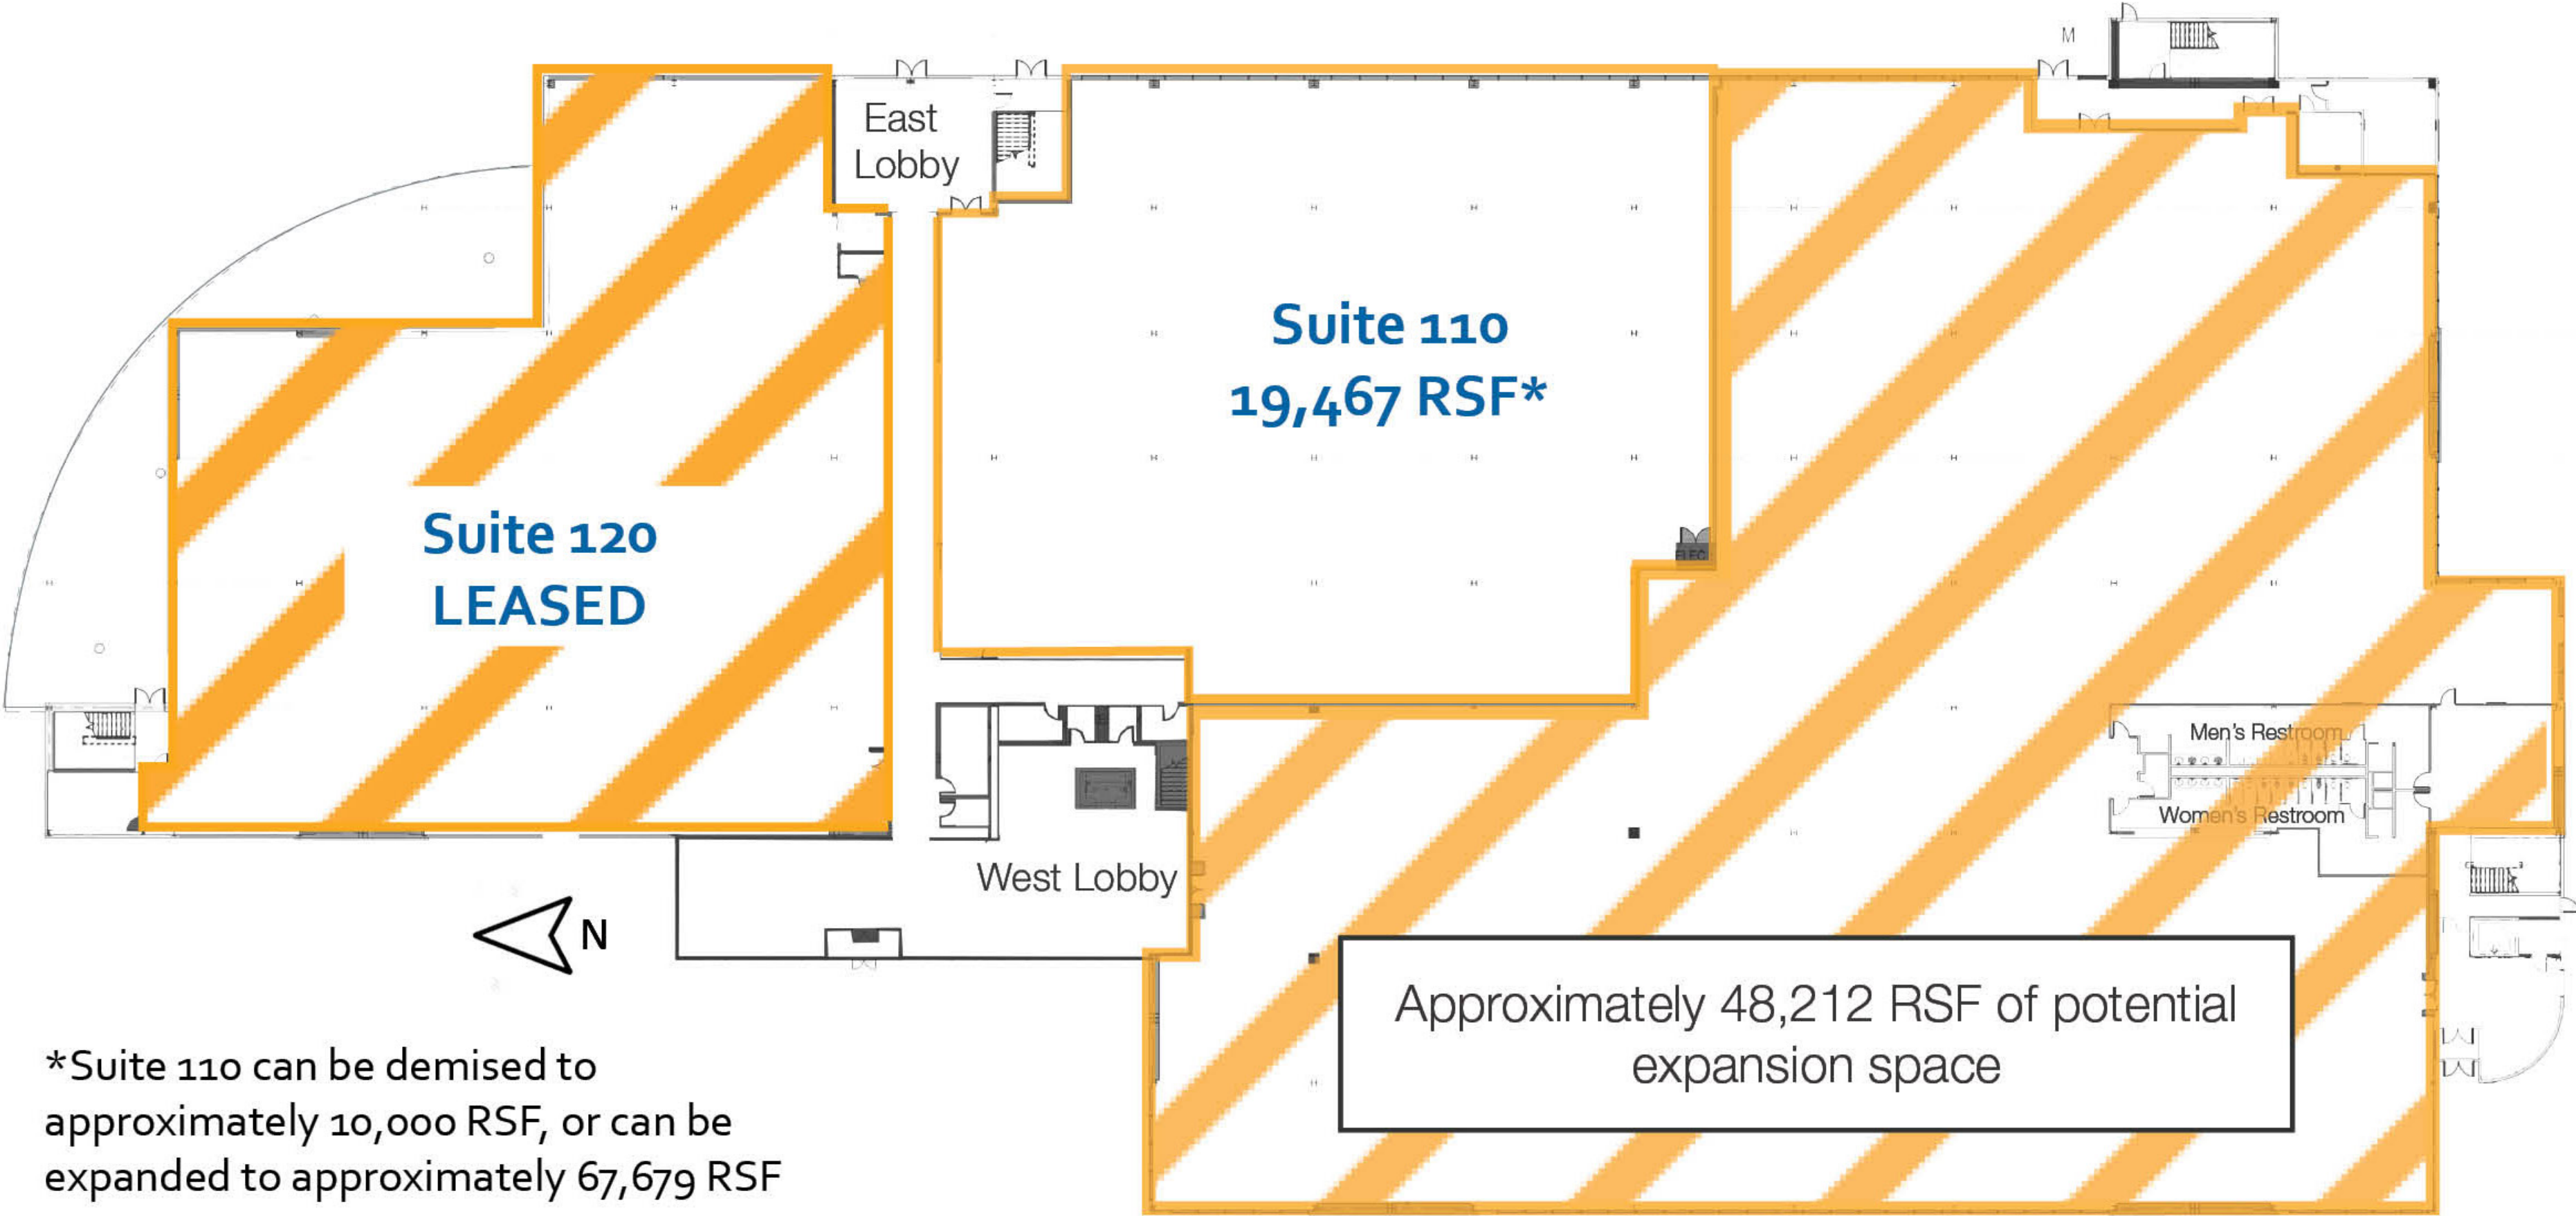 M
East
Lobby
Suite 110
19,467 RSF*
ELEC
Suite 120
LEASED
Men's Restroom
Women's Restroom
West Lobby
N
Approximately 48,212 RSF of potential
expansion space
*Suite 110 can be demised to
approximately 10,000 RSF, or can be
expanded to approximately 67,679 RSF